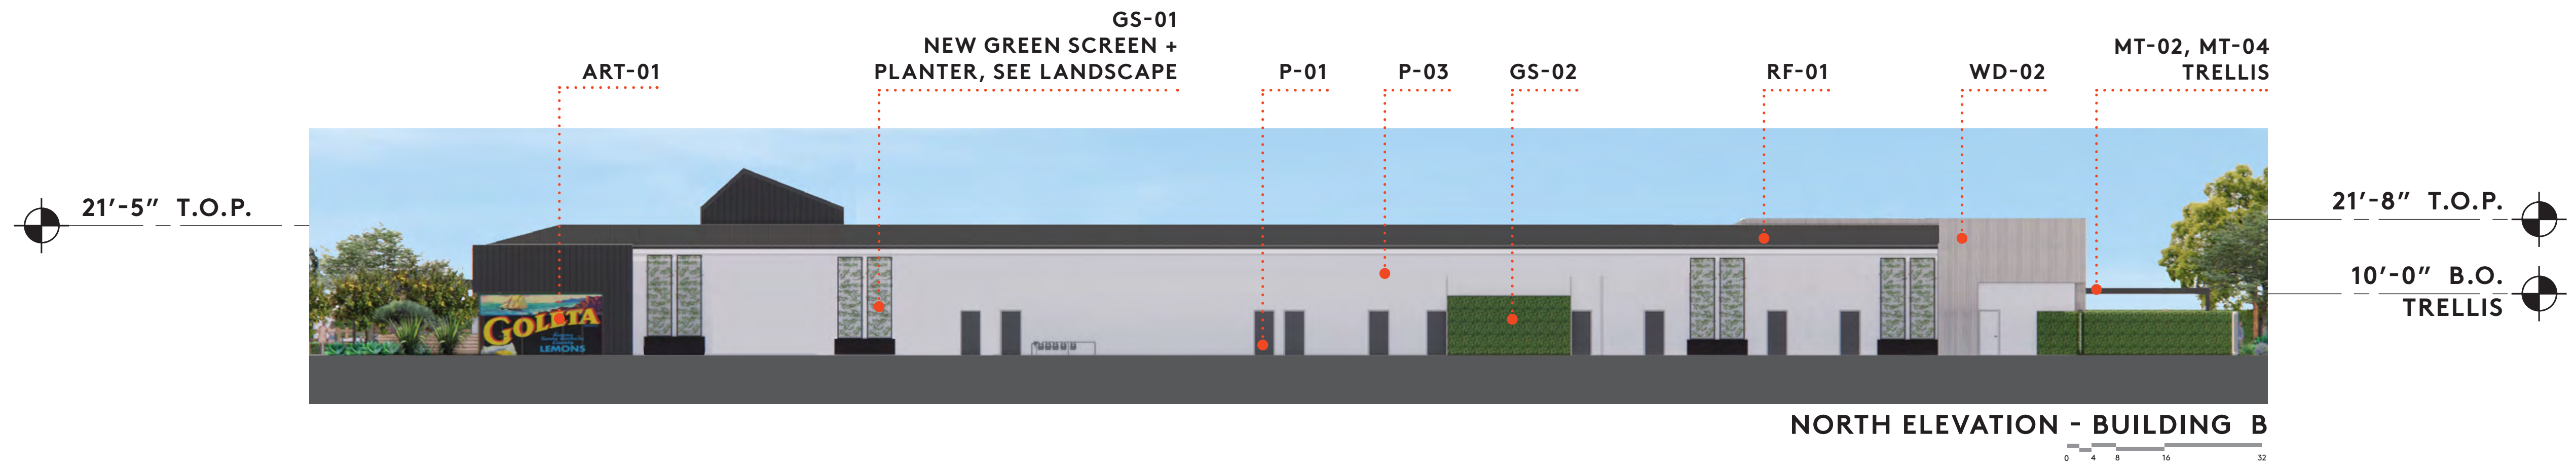 GS-01
NEW GREEN SCREEN +
PLANTER, SEE LANDSCAPE
ART-01
P-01
P-03
GS-02
RF-01
WD-02
MT-02, MT-04
TRELLIS
21'-5" T.O.P.
21'-8" T.O.P.
10'-0" B.O.
TRELLIS
GOLETA
LEMONS
NORTH ELEVATION - BUILDING B
0 4 8 16 32